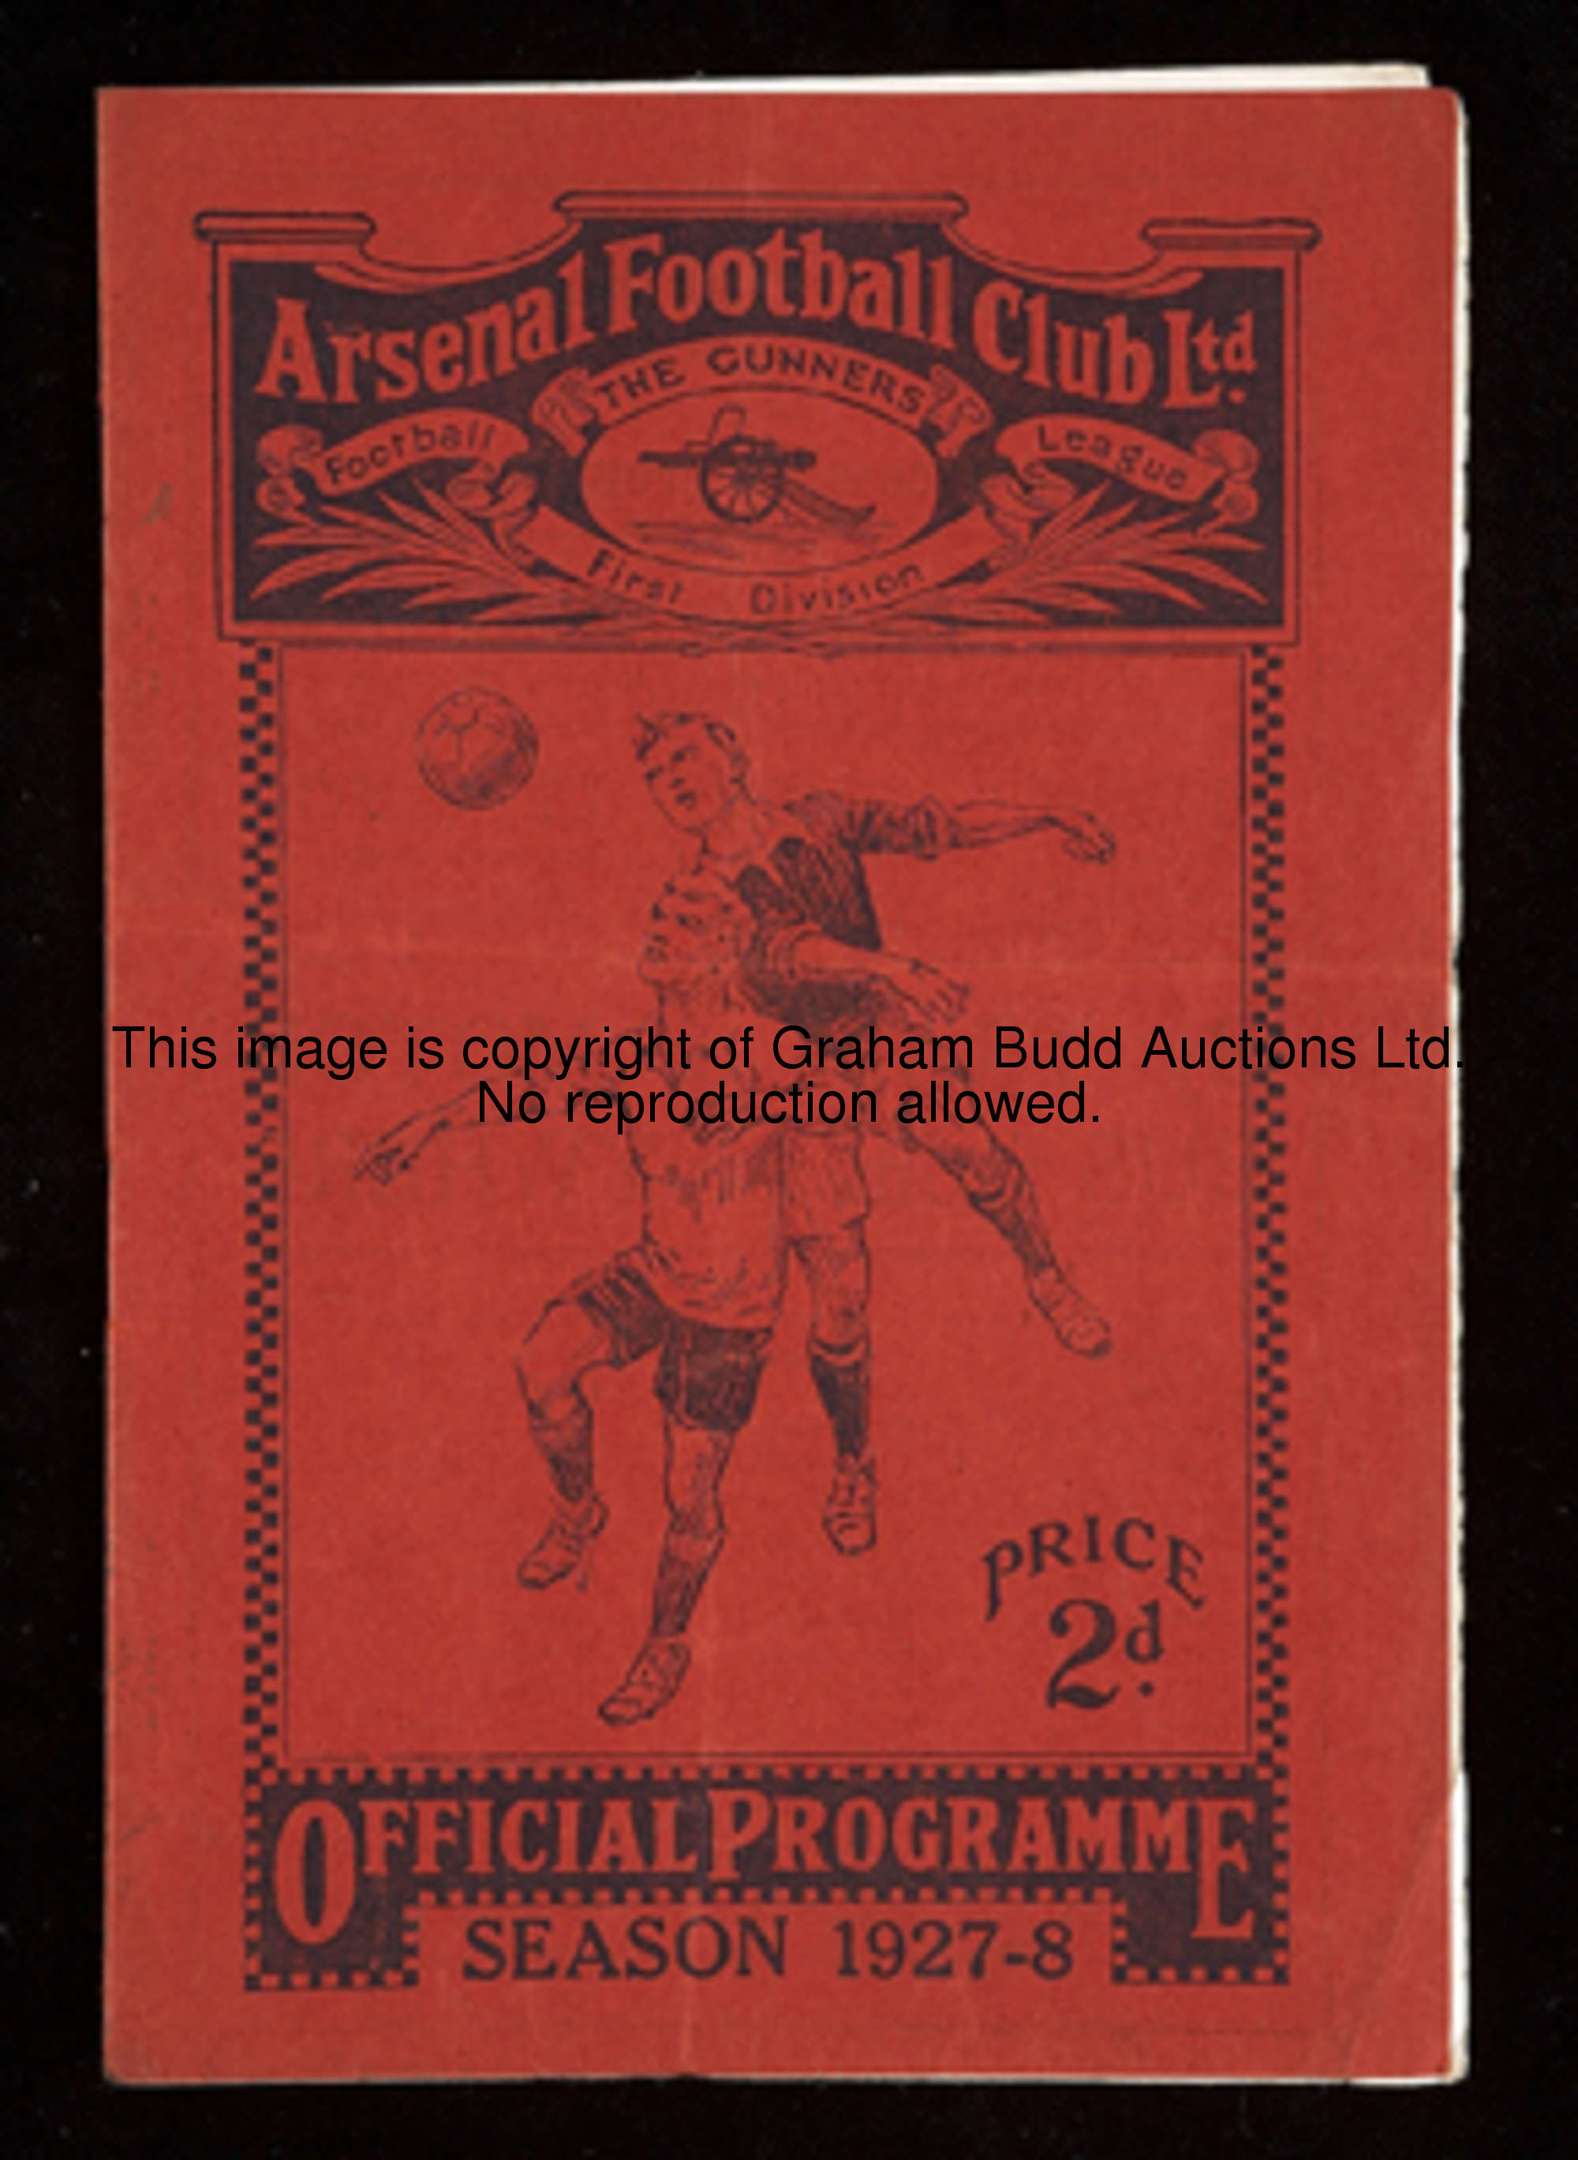 Arsenal Football Club Ltd.
THE GUNNERS
Football League
First Division
This image is copyright of Graham Budd Auctions Ltd.
No reproduction allowed.
PRICE
2d.
OFFICIAL PROGRAMME
SEASON 1927-8